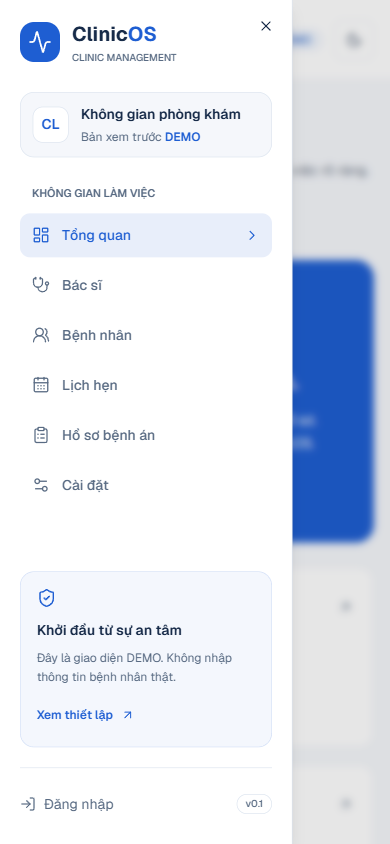 ClinicOS
CLINIC MANAGEMENT
CL
Không gian phòng khám
Bản xem trước DEMO
KHÔNG GIAN LÀM VIỆC
Tổng quan
Bác sĩ
Bệnh nhân
Lịch hẹn
Hồ sơ bệnh án
Cài đặt
Khởi đầu từ sự an tâm
Đây là giao diện DEMO. Không nhập
thông tin bệnh nhân thật.
Xem thiết lập
Đăng nhập
v0.1